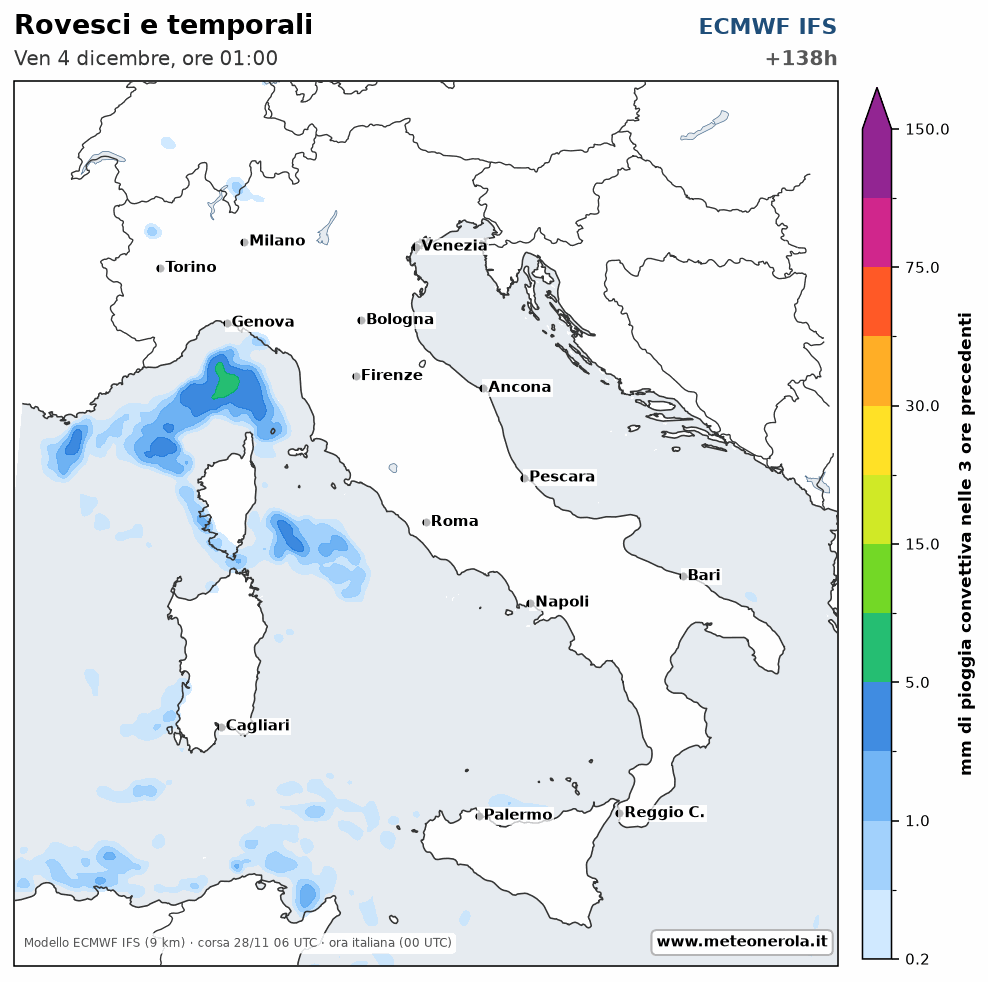 Rovesci e temporali
ECMWF IFS
Ven 4 dicembre, ore 01:00
+138h
150.0
Milano
Venezia
Torino
75.0
Genova
Bologna
Firenze
Ancona
30.0
Pescara
Roma
15.0
Bari
Napoli
5.0
Cagliari
Palermo
Reggio C.
1.0
mm di pioggia convettiva nelle 3 ore precedenti
Modello ECMWF IFS (9 km) · corsa 28/11 06 UTC · ora italiana (00 UTC)
www.meteonerola.it
0.2